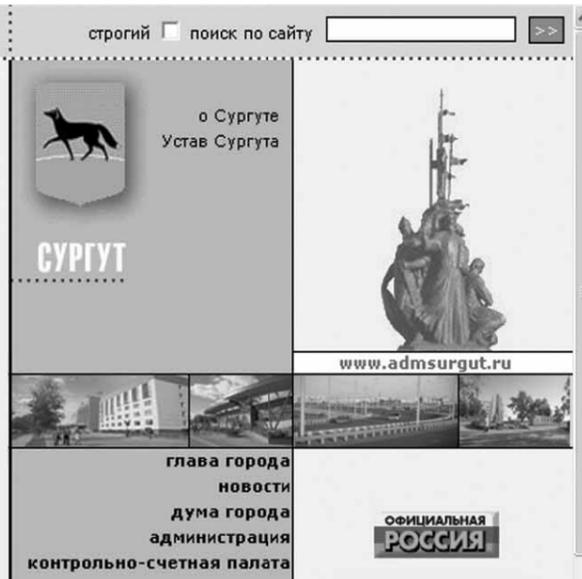 строгий поиск по сайту >>
о Сургуте
Устав Сургута
СУРГУТ
www.admsurgut.ru
глава города
новости
дума города
администрация
контрольно-счетная палата
ОФИЦИАЛЬНАЯ
РОССИЯ